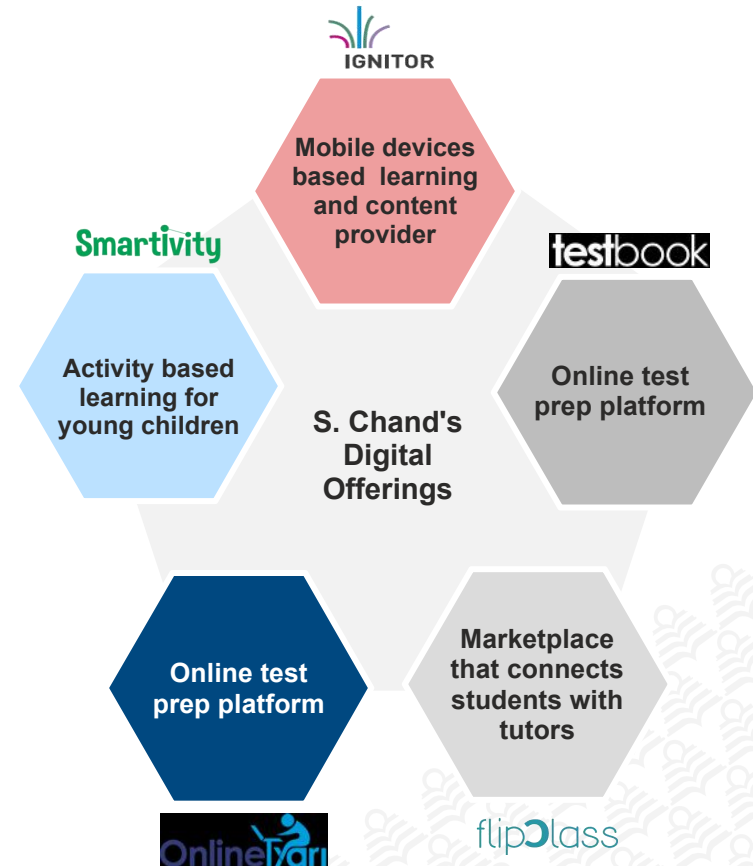 IGNITOR
Mobile devices
based learning
and content
provider
Smartivity
testbook
Activity based
learning for
young children
Online test
prep platform
S. Chand's
Digital
Offerings
Online test
prep platform
Marketplace
that connects
students with
tutors
OnlineTyari
flipclass